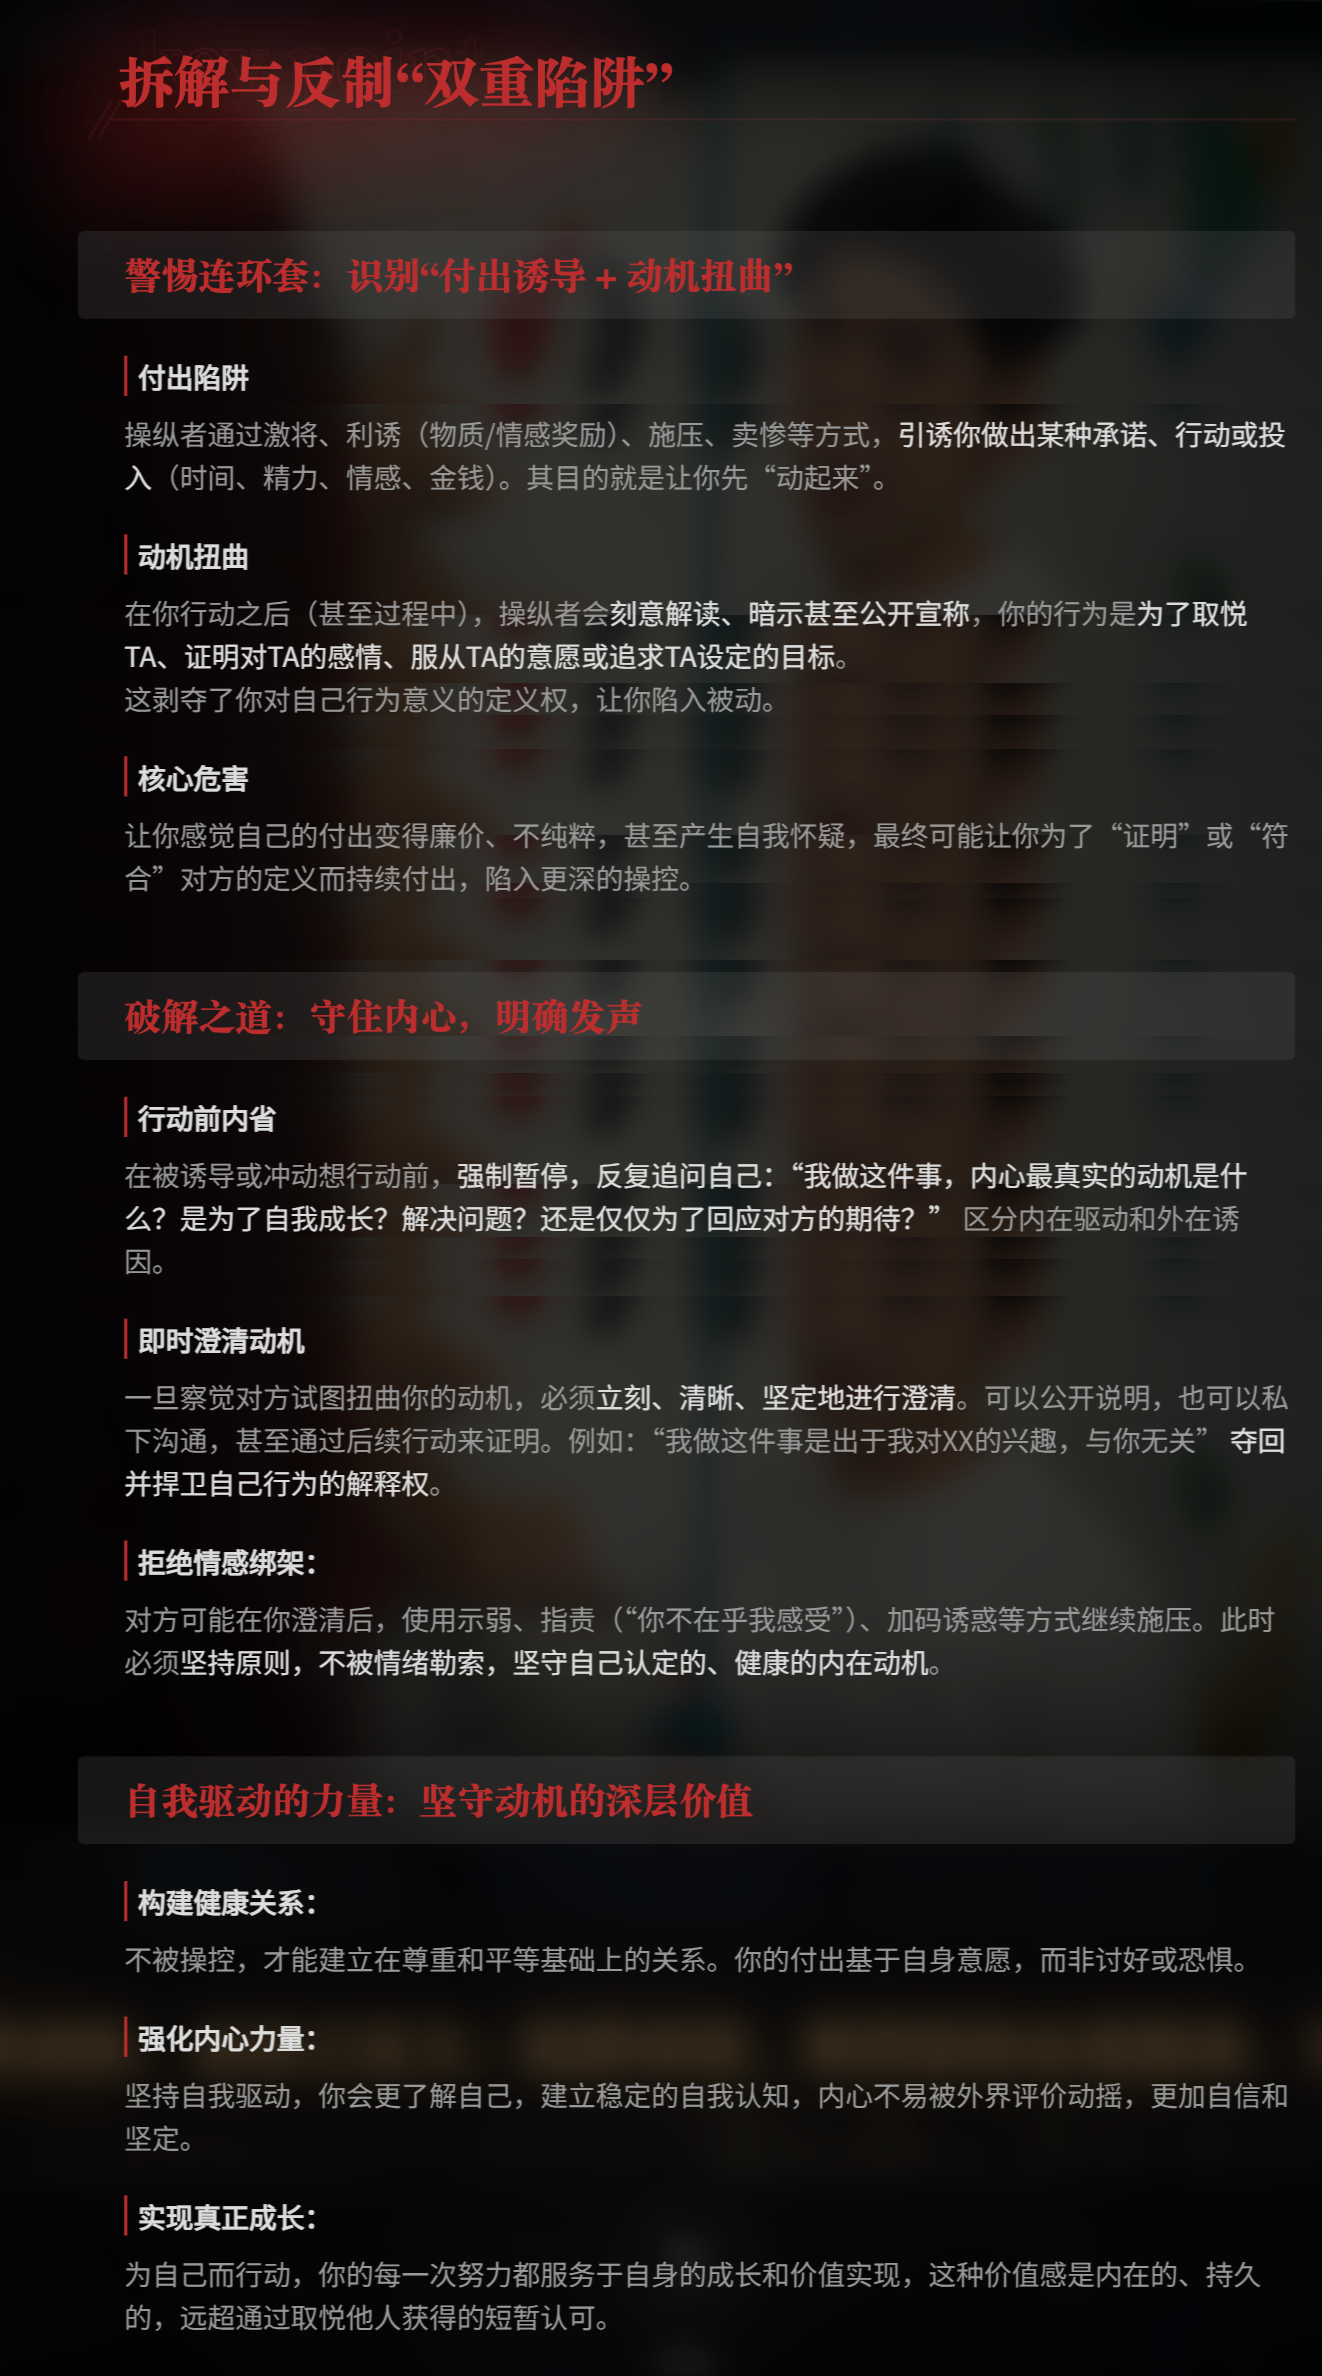 key point
拆解与反制“双重陷阱”
警惕连环套：识别“付出诱导 + 动机扭曲”
付出陷阱
操纵者通过激将、利诱（物质/情感奖励）、施压、卖惨等方式，引诱你做出某种承诺、行动或投
入（时间、精力、情感、金钱）。其目的就是让你先“动起来”。
动机扭曲
在你行动之后（甚至过程中），操纵者会刻意解读、暗示甚至公开宣称，你的行为是为了取悦
TA、证明对TA的感情、服从TA的意愿或追求TA设定的目标。
这剥夺了你对自己行为意义的定义权，让你陷入被动。
核心危害
让你感觉自己的付出变得廉价、不纯粹，甚至产生自我怀疑，最终可能让你为了“证明”或“符
合”对方的定义而持续付出，陷入更深的操控。
破解之道：守住内心，明确发声
行动前内省
在被诱导或冲动想行动前，强制暂停，反复追问自己：“我做这件事，内心最真实的动机是什
么？是为了自我成长？解决问题？还是仅仅为了回应对方的期待？” 区分内在驱动和外在诱
因。
即时澄清动机
一旦察觉对方试图扭曲你的动机，必须立刻、清晰、坚定地进行澄清。可以公开说明，也可以私
下沟通，甚至通过后续行动来证明。例如：“我做这件事是出于我对XX的兴趣，与你无关” 夺回
并捍卫自己行为的解释权。
拒绝情感绑架：
对方可能在你澄清后，使用示弱、指责（“你不在乎我感受”）、加码诱惑等方式继续施压。此时
必须坚持原则，不被情绪勒索，坚守自己认定的、健康的内在动机。
自我驱动的力量：坚守动机的深层价值
构建健康关系：
不被操控，才能建立在尊重和平等基础上的关系。你的付出基于自身意愿，而非讨好或恐惧。
强化内心力量：
坚持自我驱动，你会更了解自己，建立稳定的自我认知，内心不易被外界评价动摇，更加自信和
坚定。
实现真正成长：
为自己而行动，你的每一次努力都服务于自身的成长和价值实现，这种价值感是内在的、持久
的，远超通过取悦他人获得的短暂认可。